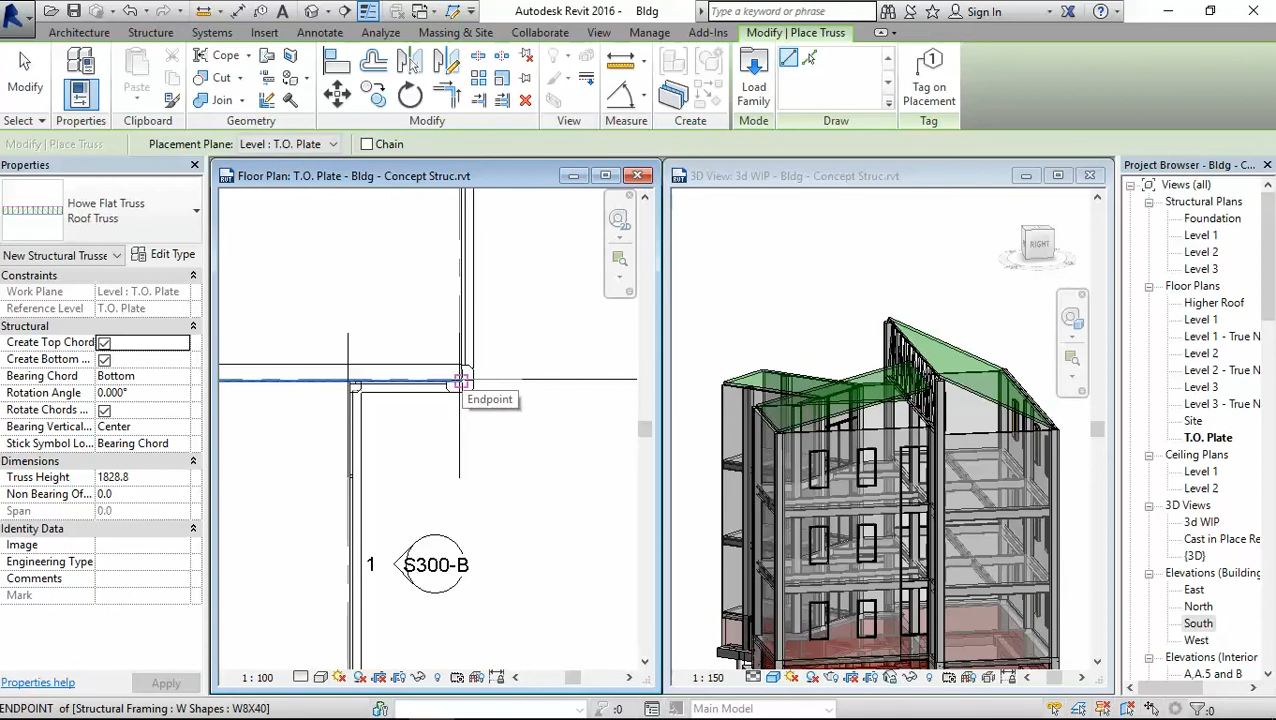 Autodesk Revit 2016 - Bldg
Type a keyword or phrase
Sign In
Architecture Structure Systems Insert Annotate Analyze Massing & Site Collaborate View Manage Add-Ins Modify | Place Truss
Modify
Paste
Cope
Cut
Join
Load
Family
Tag on
Placement
Select Properties Clipboard Geometry Modify View Measure Create Mode Draw Tag
Modify | Place Truss Placement Plane: Level : T.O. Plate Chain
Properties
Howe Flat Truss
Roof Truss
New Structural Trusse Edit Type
Constraints
Work Plane Level : T.O. Plate
Reference Level T.O. Plate
Structural
Create Top Chord
Create Bottom ...
Bearing Chord Bottom
Rotation Angle 0.000°
Rotate Chords ...
Bearing Vertical... Center
Stick Symbol Lo... Bearing Chord
Dimensions
Truss Height 1828.8
Non Bearing Of... 0.0
Span 0.0
Identity Data
Image
Engineering Type
Comments
Mark
Properties help Apply
Floor Plan: T.O. Plate - Bldg - Concept Struc.rvt
2D
Endpoint
1 S300-B
1 : 100
3D View: 3d WIP - Bldg - Concept Struc.rvt
RIGHT
1 : 150
Project Browser - Bldg - C...
Views (all)
Structural Plans
Foundation
Level 1
Level 2
Level 3
Floor Plans
Higher Roof
Level 1
Level 1 - True N
Level 2
Level 2 - True N
Level 3
Level 3 - True N
Site
T.O. Plate
Ceiling Plans
Level 1
Level 2
3D Views
3d WIP
Cast in Place Re
{3D}
Elevations (Building
East
North
South
West
Elevations (Interior
A,A.5 and B
ENDPOINT of [Structural Framing : W Shapes : W8X40] :0 Main Model :0